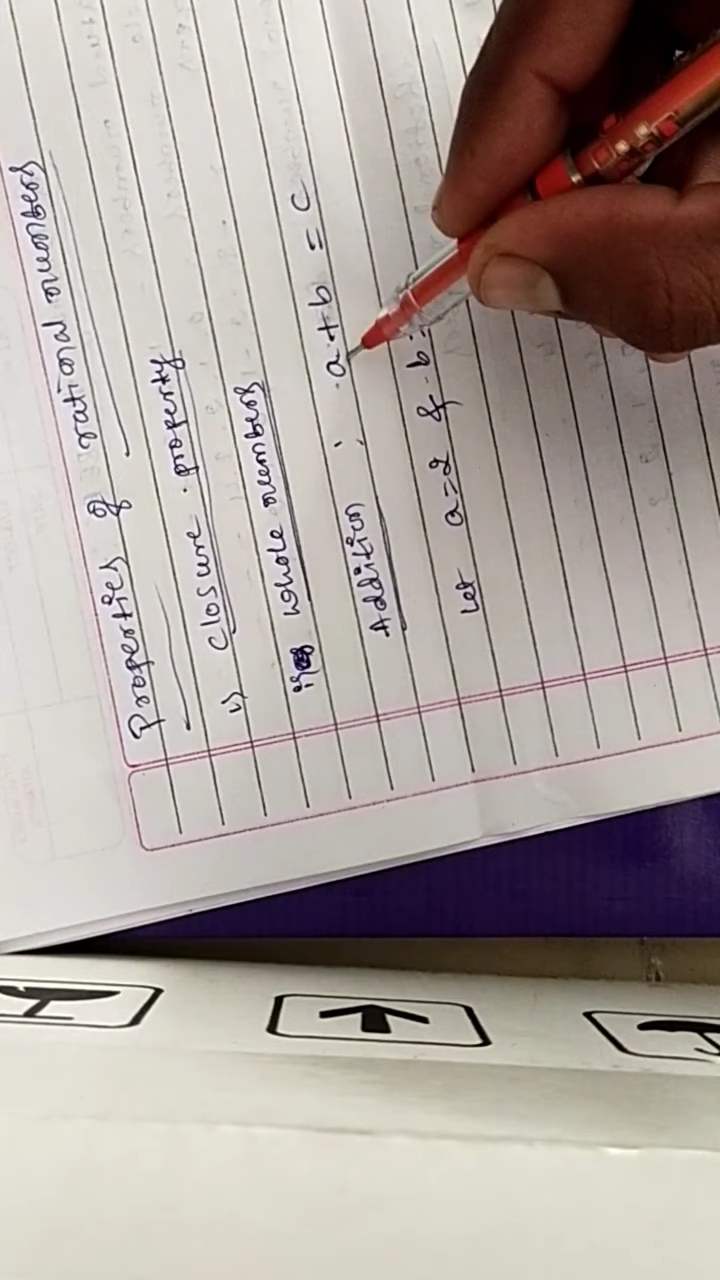 Properties of rational numbers
i) closure property
i) whole numbers
Addition : a+b = c
Let a=2 & b=